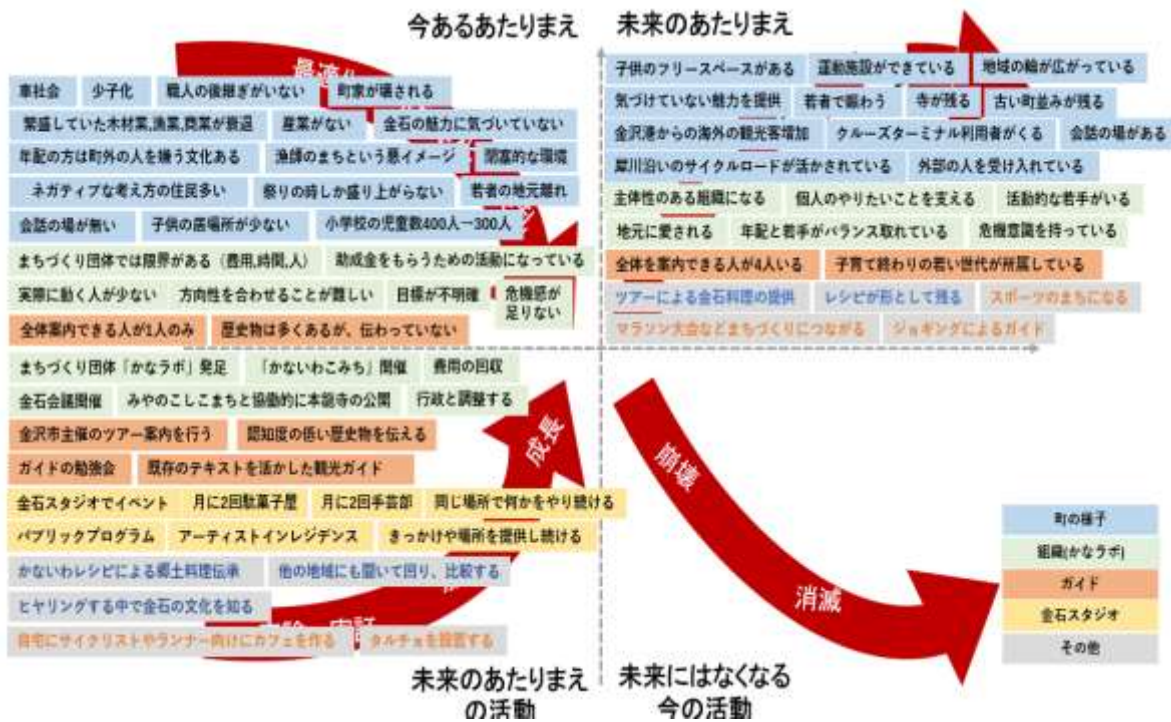 今あるあたりまえ
車社会 少子化 職人の後継ぎがいない 町家が壊される
繁盛していた木材業,漁業,商業が衰退 産業がない 金石の魅力に気づいていない
年配の方は町外の人を嫌う文化ある 漁師のまちという悪イメージ 閉塞的な環境
ネガティブな考え方の住民多い 祭りの時しか盛り上がらない 若者の地元離れ
会話の場が無い 子供の居場所が少ない 小学校の児童数400人→300人
まちづくり団体では限界がある（費用,時間,人） 助成金をもらうための活動になっている
実際に動く人が少ない 方向性を合わせることが難しい 目標が不明確
危機感が
足りない
全体案内できる人が1人のみ 歴史物は多くあるが、伝わっていない
未来のあたりまえ
子供のフリースペースがある 運動施設ができている 地域の輪が広がっている
気づけていない魅力を提供 若者で賑わう 寺が残る 古い町並みが残る
金沢港からの海外の観光客増加 クルーズターミナル利用者がくる 会話の場がある
犀川沿いのサイクルロードが活かされている 外部の人を受け入れている
主体性のある組織になる 個人のやりたいことを支える 活動的な若手がいる
地元に愛される 年配と若手がバランス取れている 危機意識を持っている
全体を案内できる人が4人いる 子育て終わりの若い世代が所属している
ツアーによる金石料理の提供 レシピが形として残る スポーツのまちになる
マラソン大会などまちづくりにつながる ジョギングによるガイド
まちづくり団体「かなラボ」発足 「かないわこみち」開催 費用の回収
金石会議開催 みやのこしこまちと協働的に本龍寺の公開 行政と調整する
金沢市主催のツアー案内を行う 認知度の低い歴史物を伝える
ガイドの勉強会 既存のテキストを活かした観光ガイド
金石スタジオでイベント 月に2回駄菓子屋 月に2回手芸部 同じ場所で何かをやり続ける
パブリックプログラム アーティストインレジデンス きっかけや場所を提供し続ける
かないわレシピによる郷土料理伝承 他の地域にも聞いて回り、比較する
ヒヤリングする中で金石の文化を知る
自宅にサイクリストやランナー向けにカフェを作る タルチョを設置する
成長
未来のあたりまえ
の活動
崩壊
消滅
未来にはなくなる
今の活動
町の様子
組織(かなラボ)
ガイド
金石スタジオ
その他